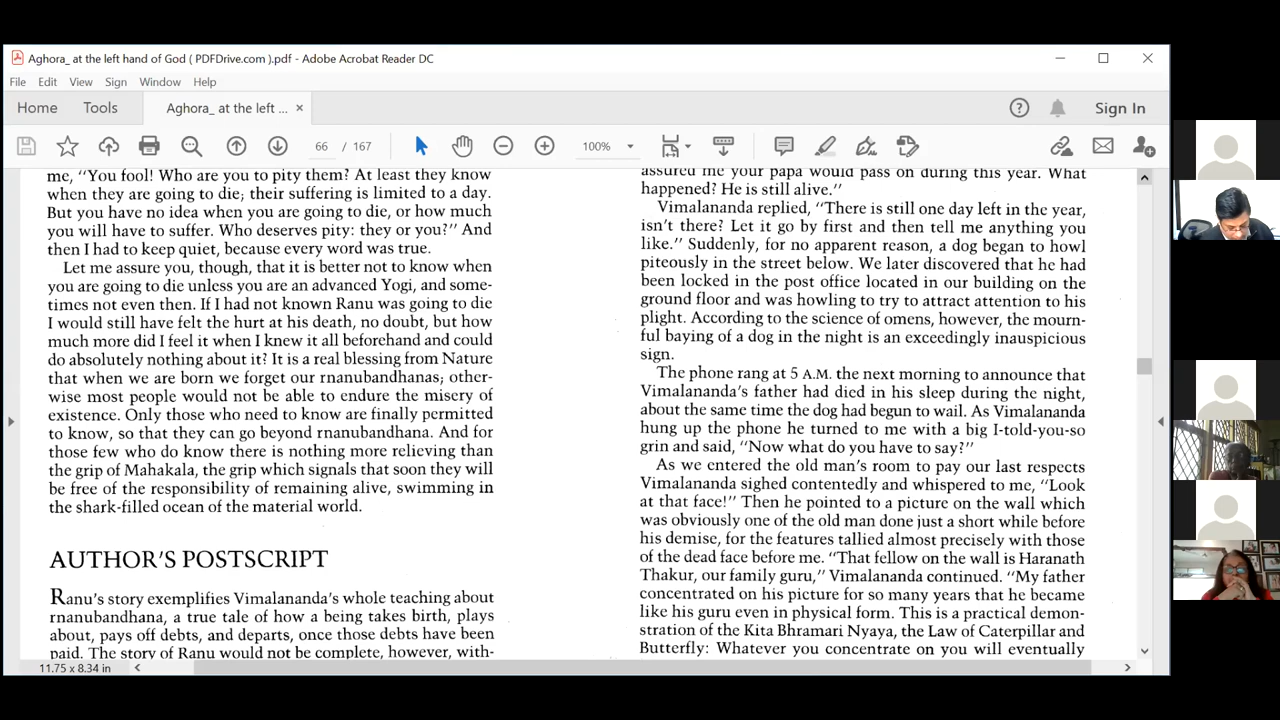 Aghora_ at the left hand of God ( PDFDrive.com ).pdf - Adobe Acrobat Reader DC
File Edit View Sign Window Help
Home Tools Aghora_ at the left ... × Sign In
66 / 167 100%
me, "You fool! Who are you to pity them? At least they know
when they are going to die; their suffering is limited to a day.
But you have no idea when you are going to die, or how much
you will have to suffer. Who deserves pity: they or you?" And
then I had to keep quiet, because every word was true.
Let me assure you, though, that it is better not to know when
you are going to die unless you are an advanced Yogi, and some-
times not even then. If I had not known Ranu was going to die
I would still have felt the hurt at his death, no doubt, but how
much more did I feel it when I knew it all beforehand and could
do absolutely nothing about it? It is a real blessing from Nature
that when we are born we forget our rnanubandhanas; other-
wise most people would not be able to endure the misery of
existence. Only those who need to know are finally permitted
to know, so that they can go beyond rnanubandhana. And for
those few who do know there is nothing more relieving than
the grip of Mahakala, the grip which signals that soon they will
be free of the responsibility of remaining alive, swimming in
the shark-filled ocean of the material world.
AUTHOR'S POSTSCRIPT
Ranu's story exemplifies Vimalananda's whole teaching about
rnanubandhana, a true tale of how a being takes birth, plays
about, pays off debts, and departs, once those debts have been
paid. The story of Ranu would not be complete, however, with-
assured me your papa would pass on during this year. What
happened? He is still alive."
Vimalananda replied, "There is still one day left in the year,
isn't there? Let it go by first and then tell me anything you
like." Suddenly, for no apparent reason, a dog began to howl
piteously in the street below. We later discovered that he had
been locked in the post office located in our building on the
ground floor and was howling to try to attract attention to his
plight. According to the science of omens, however, the mourn-
ful baying of a dog in the night is an exceedingly inauspicious
sign.
The phone rang at 5 A.M. the next morning to announce that
Vimalananda's father had died in his sleep during the night,
about the same time the dog had begun to wail. As Vimalananda
hung up the phone he turned to me with a big I-told-you-so
grin and said, "Now what do you have to say?"
As we entered the old man's room to pay our last respects
Vimalananda sighed contentedly and whispered to me, "Look
at that face!" Then he pointed to a picture on the wall which
was obviously one of the old man done just a short while before
his demise, for the features tallied almost precisely with those
of the dead face before me. "That fellow on the wall is Haranath
Thakur, our family guru," Vimalananda continued. "My father
concentrated on his picture for so many years that he became
like his guru even in physical form. This is a practical demon-
stration of the Kita Bhramari Nyaya, the Law of Caterpillar and
Butterfly: Whatever you concentrate on you will eventually
11.75 x 8.34 in